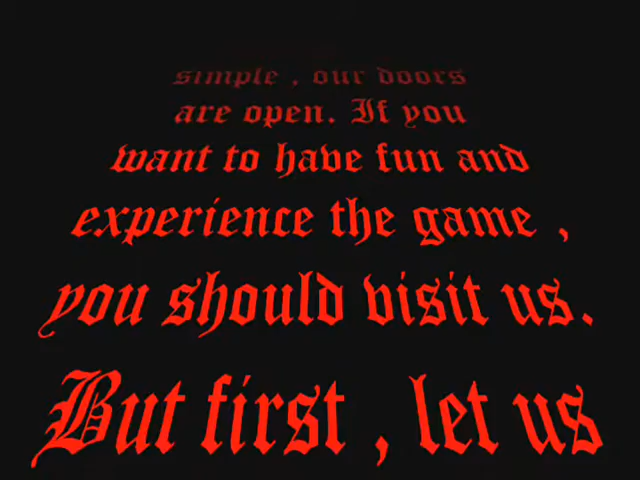 simple , our doors
are open. If you
want to have fun and
experience the game ,
you should visit us.
But first , let us